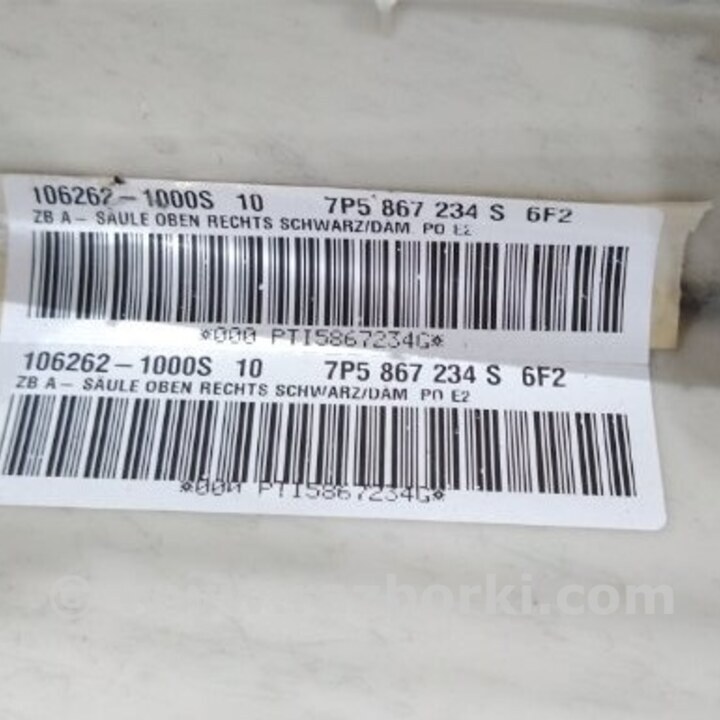 106262-1000S 10 7P5 867 234 S 6F2
ZB A - SÄULE OBEN RECHTS SCHWARZ/DAM. PO E2
*000 PTI5867234G*
106262-1000S 10 7P5 867 234 S 6F2
ZB A - SÄULE OBEN RECHTS SCHWARZ/DAM. PO E2
*000 PTI5867234G*